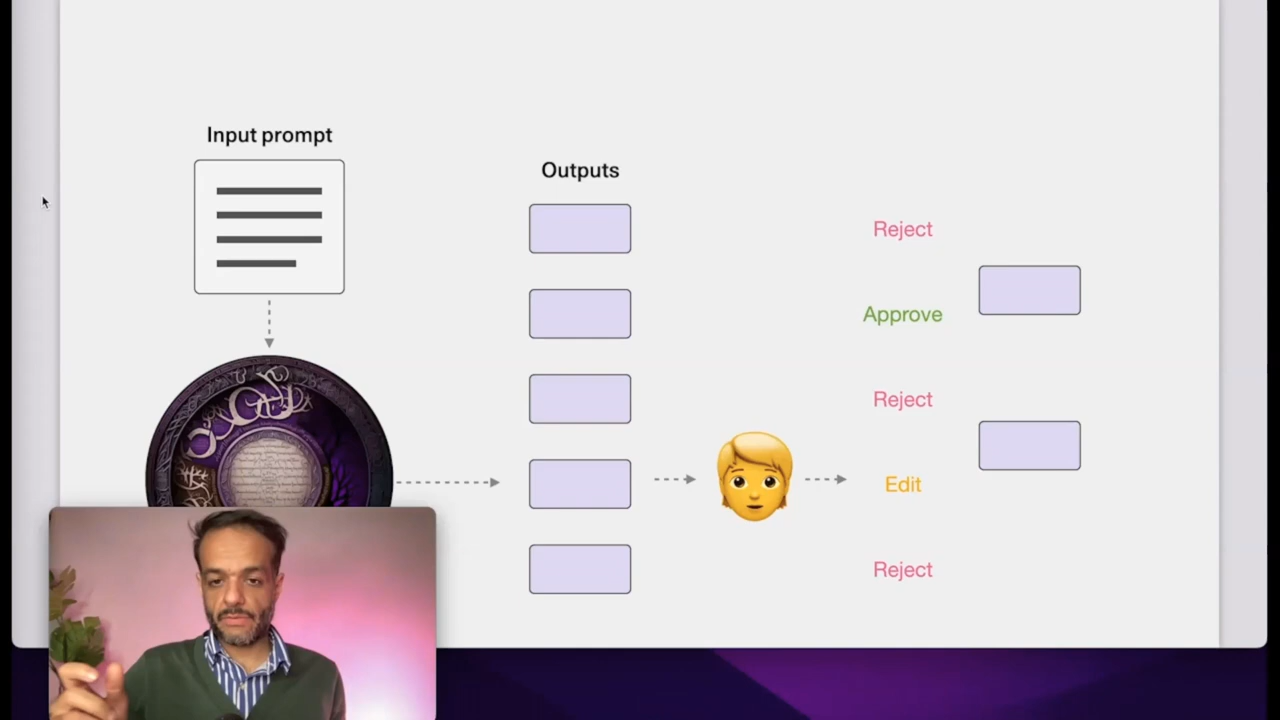 Input prompt
Outputs
Reject
Approve
Reject
Edit
Reject